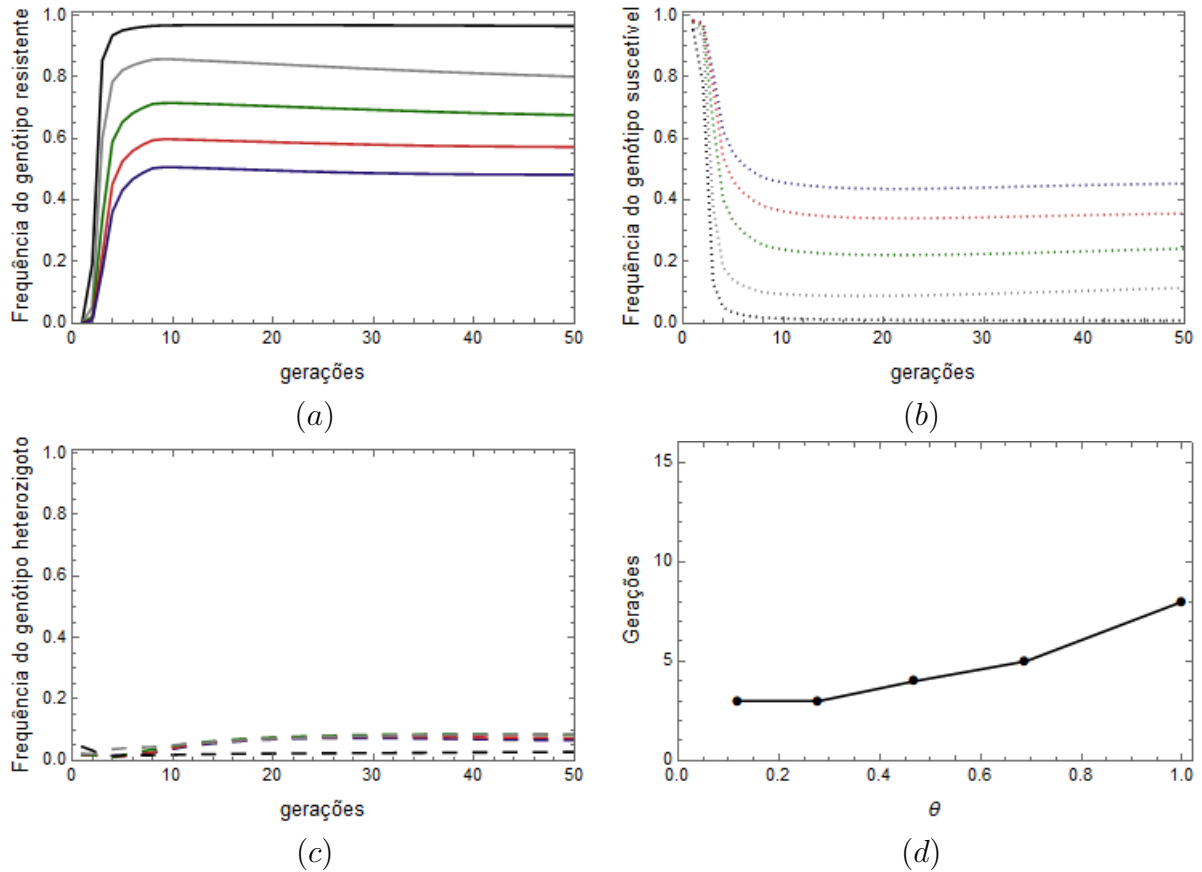 Frequência do genótipo resistente
1.0
0.8
0.6
0.4
0.2
0.0
0 10 20 30 40 50
gerações
(a)
Frequência do genótipo suscetível
1.0
0.8
0.6
0.4
0.2
0.0
0 10 20 30 40 50
gerações
(b)
Frequência do genótipo heterozigoto
1.0
0.8
0.6
0.4
0.2
0.0
0 10 20 30 40 50
gerações
(c)
Gerações
15
10
5
0
0.0 0.2 0.4 0.6 0.8 1.0
θ
(d)